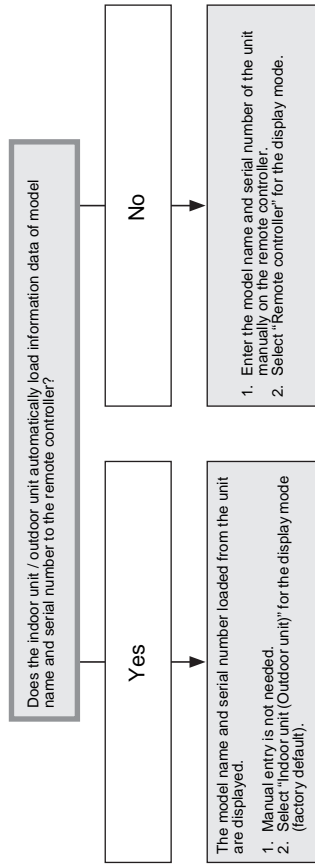 Does the indoor unit / outdoor unit automatically load information data of model
name and serial number to the remote controller?
Yes
The model name and serial number loaded from the unit
are displayed.
1. Manual entry is not needed.
2. Select “Indoor unit (Outdoor unit)” for the display mode
(factory default).
No
1. Enter the model name and serial number of the unit
manually on the remote controller.
2. Select “Remote controller” for the display mode.